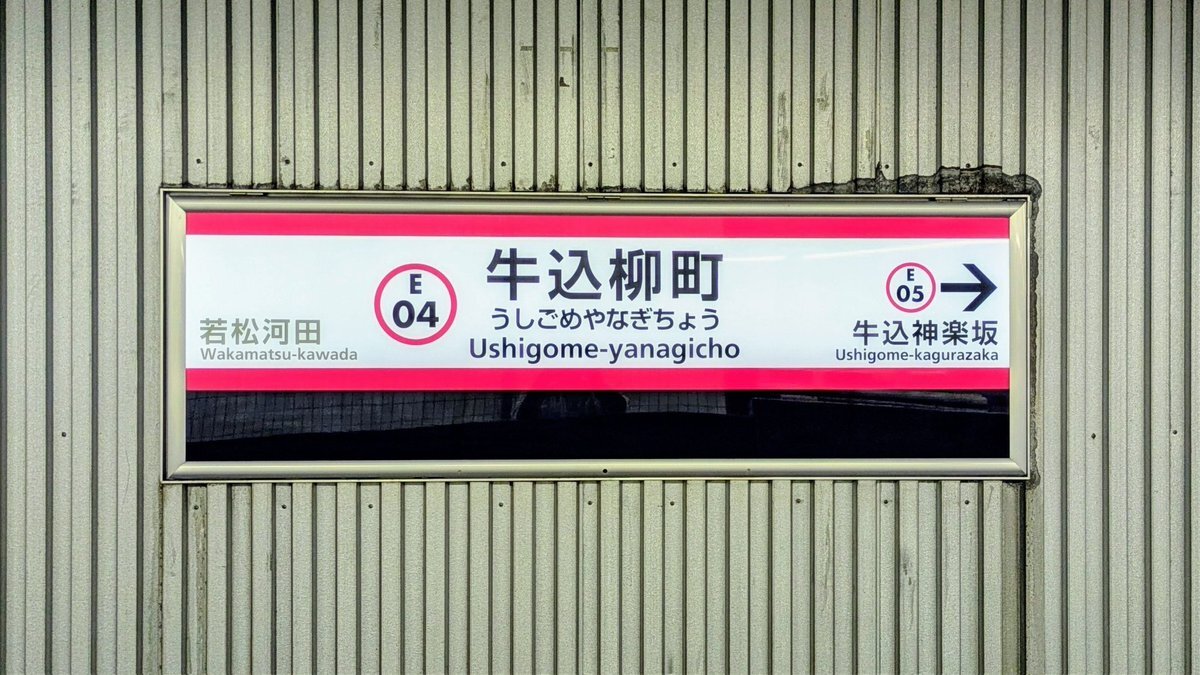 若松河田
Wakamatsu-kawada
E
04
牛込柳町
うしごめやなぎちょう
Ushigome-yanagicho
E
05
牛込神楽坂
Ushigome-kagurazaka